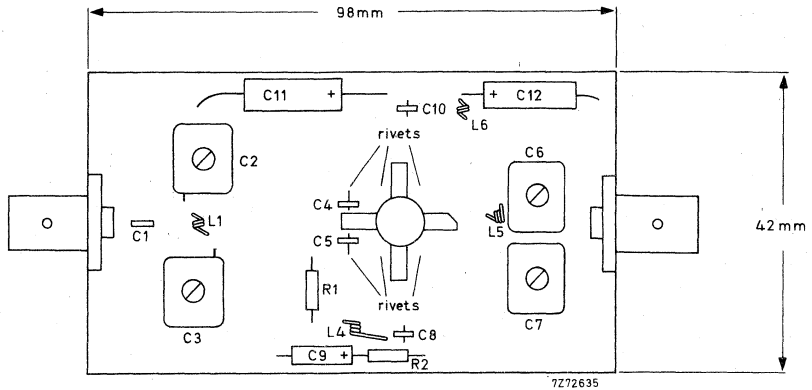 98mm
C11 +
+ C12
C10
L6
rivets
C2
C6
C4
L1
L5
42mm
C1
C5
R1
rivets
C3
L4
C8
C7
C9 +
R2
7Z72635